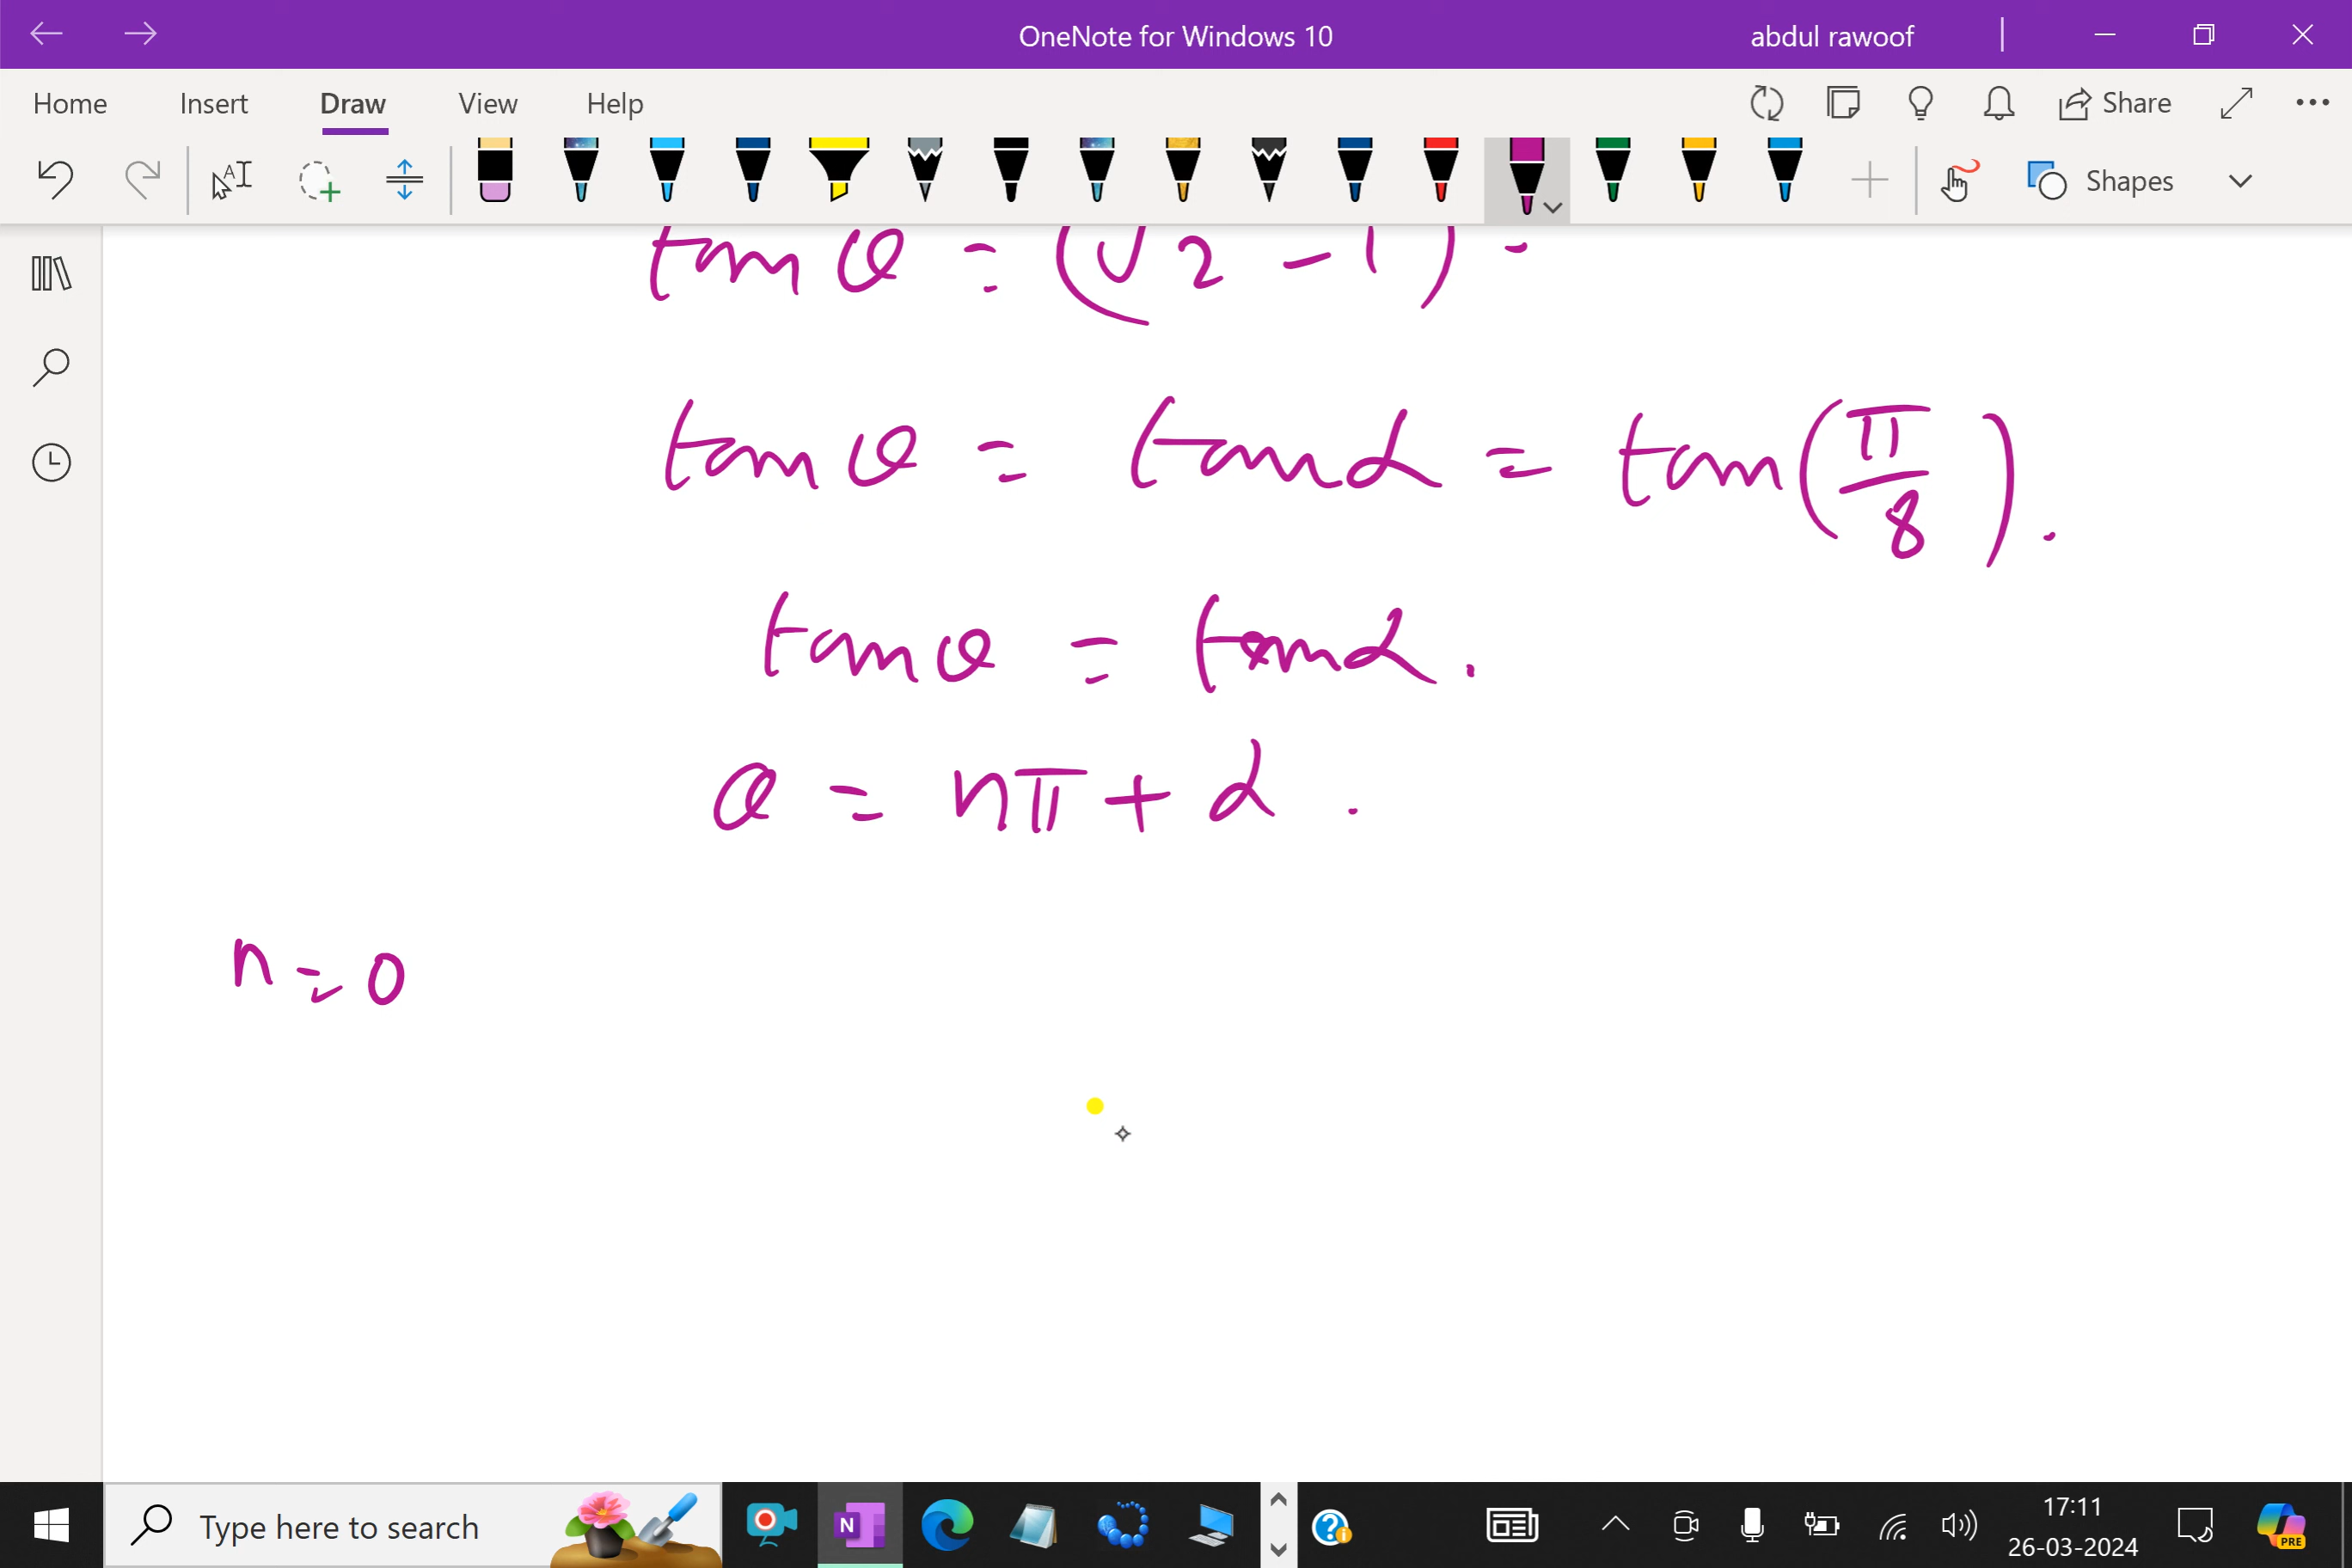 OneNote for Windows 10
abdul rawoof
Home Insert Draw View Help
Share
Shapes
tan θ = (√2 - 1) .
tan θ = tan α = tan(π/8) .
tan θ = tan α .
θ = nπ + α .
n = 0
Type here to search
N
17:11
26-03-2024
PRE